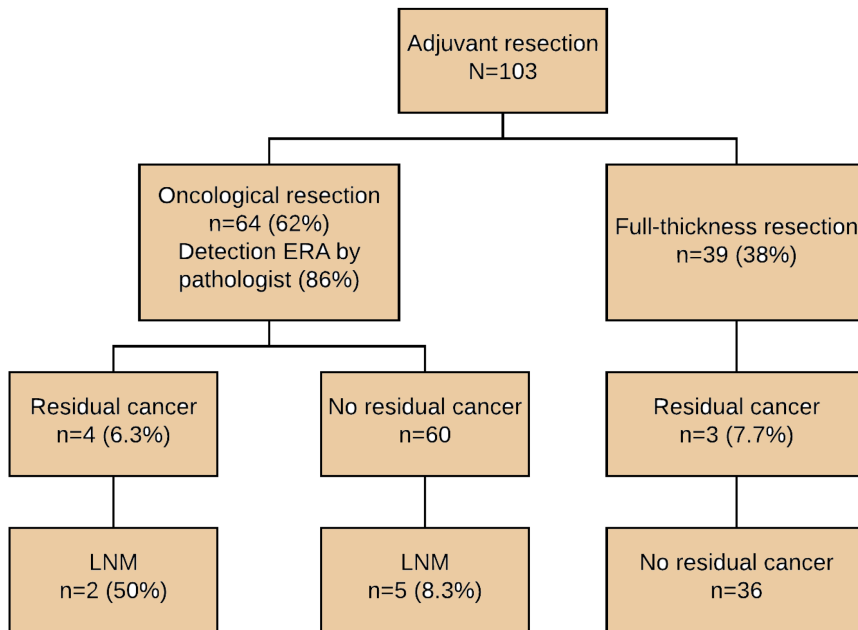 Adjuvant resection
N=103
Oncological resection
n=64 (62%)
Detection ERA by
pathologist (86%)
Full-thickness resection
n=39 (38%)
Residual cancer
n=4 (6.3%)
No residual cancer
n=60
Residual cancer
n=3 (7.7%)
LNM
n=2 (50%)
LNM
n=5 (8.3%)
No residual cancer
n=36